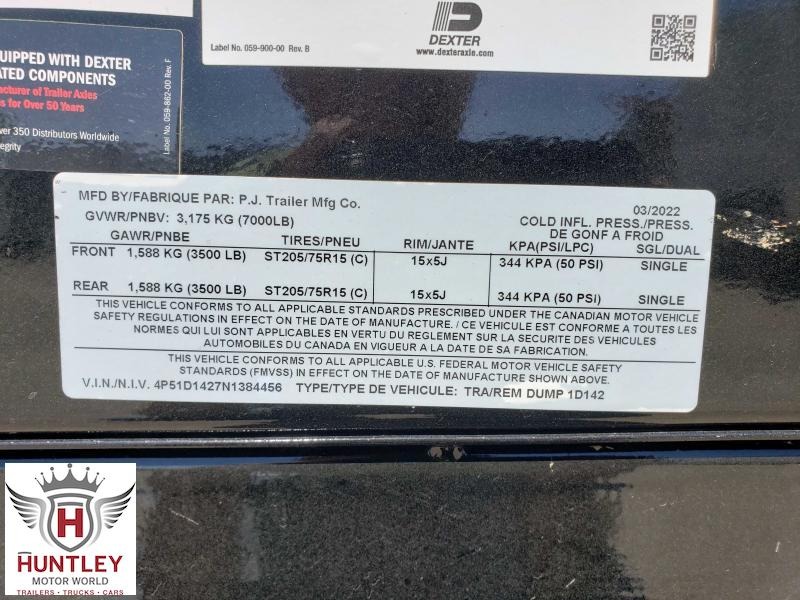 UIPPED WITH DEXTER
ATED COMPONENTS
facturer of Trailer Axles
s for Over 50 Years
ver 350 Distributors Worldwide
ntegrity
Label No. 059-862-00 Rev. F
Label No. 059-900-00 Rev. B
DEXTER
www.dexteraxle.com
MFD BY/FABRIQUE PAR: P.J. Trailer Mfg Co.
03/2022
GVWR/PNBV: 3,175 KG (7000LB)
COLD INFL. PRESS./PRESS.
DE GONF A FROID
GAWR/PNBE TIRES/PNEU RIM/JANTE KPA(PSI/LPC) SGL/DUAL
FRONT 1,588 KG (3500 LB) ST205/75R15 (C) 15x5J 344 KPA (50 PSI) SINGLE
REAR 1,588 KG (3500 LB) ST205/75R15 (C) 15x5J 344 KPA (50 PSI) SINGLE
THIS VEHICLE CONFORMS TO ALL APPLICABLE STANDARDS PRESCRIBED UNDER THE CANADIAN MOTOR VEHICLE
SAFETY REGULATIONS IN EFFECT ON THE DATE OF MANUFACTURE. / CE VEHICULE EST CONFORME A TOUTES LES
NORMES QUI LUI SONT APPLICABLES EN VERTU DU REGLEMENT SUR LA SECURITE DES VEHICULES
AUTOMOBILES DU CANADA EN VIGUEUR A LA DATE DE SA FABRICATION.
THIS VEHICLE CONFORMS TO ALL APPLICABLE U.S. FEDERAL MOTOR VEHICLE SAFETY
STANDARDS (FMVSS) IN EFFECT ON THE DATE OF MANUFACTURE SHOWN ABOVE.
V.I.N./N.I.V. 4P51D1427N1384456 TYPE/TYPE DE VEHICULE: TRA/REM DUMP 1D142
H
HUNTLEY
MOTOR WORLD
TRAILERS • TRUCKS • CARS